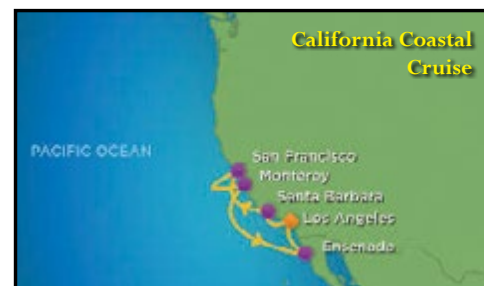 California Coastal
Cruise
PACIFIC OCEAN
San Francisco
Monterey
Santa Barbara
Los Angeles
Ensenada